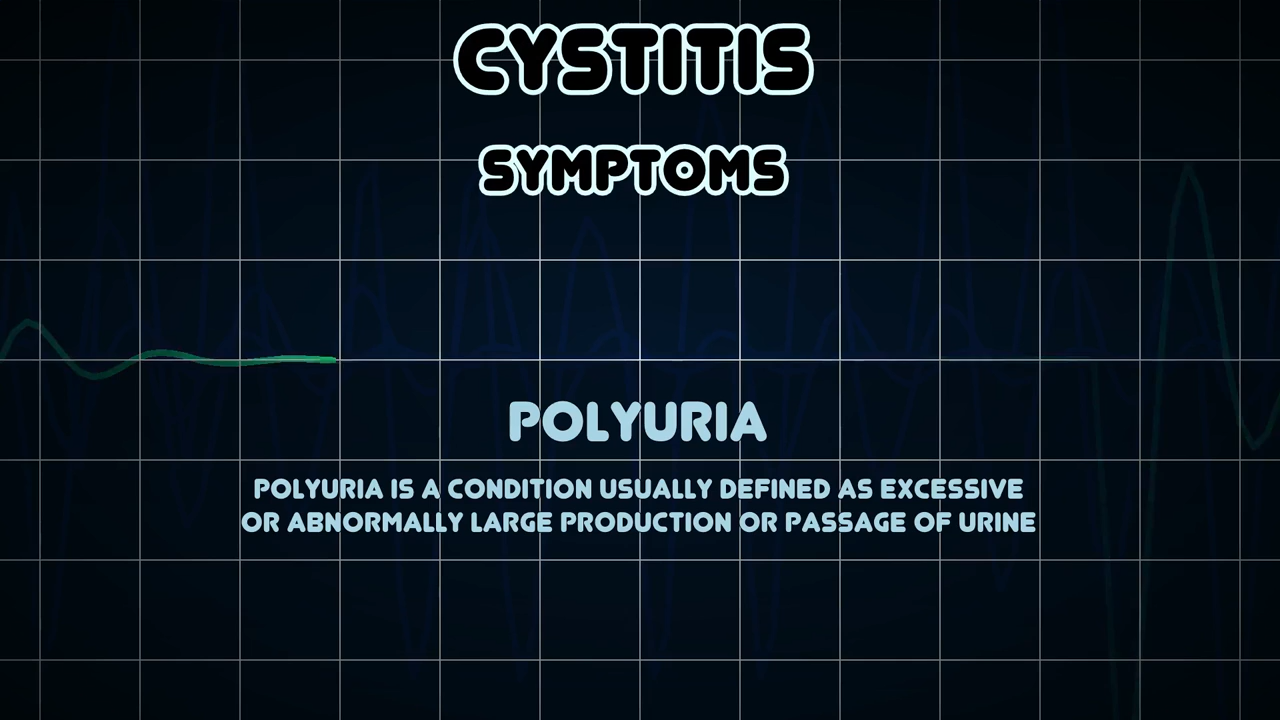 CYSTITIS
SYMPTOMS
POLYURIA
POLYURIA IS A CONDITION USUALLY DEFINED AS EXCESSIVE
OR ABNORMALLY LARGE PRODUCTION OR PASSAGE OF URINE